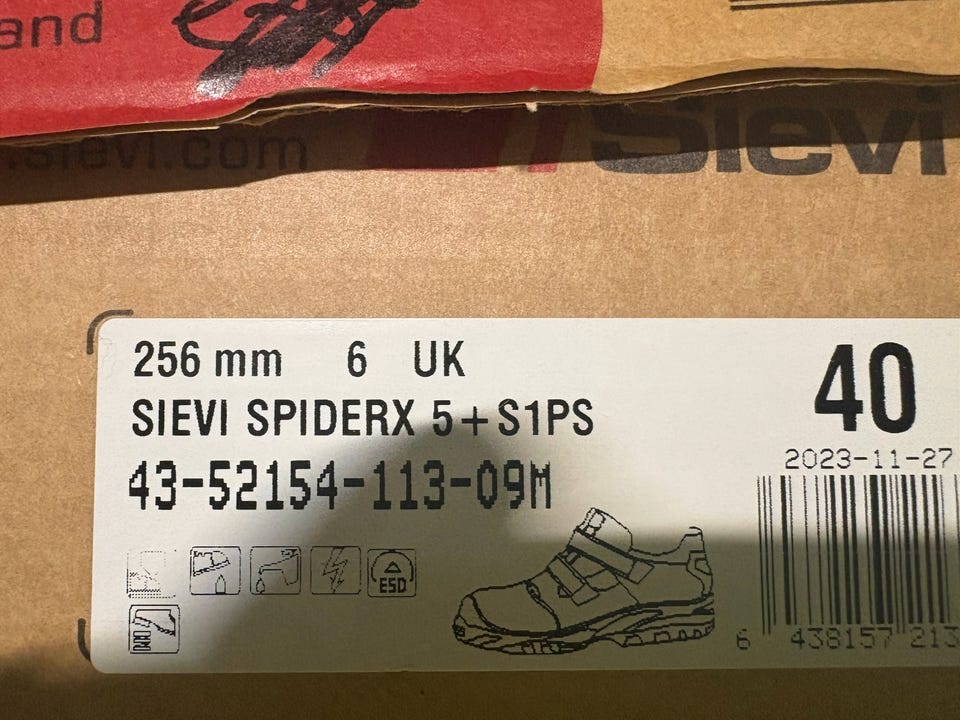 and
.sievi.com
Sievi
256 mm 6 UK
40
SIEVI SPIDERX 5+S1PS
2023-11-27
43-52154-113-09M
ESD
6 438157 213